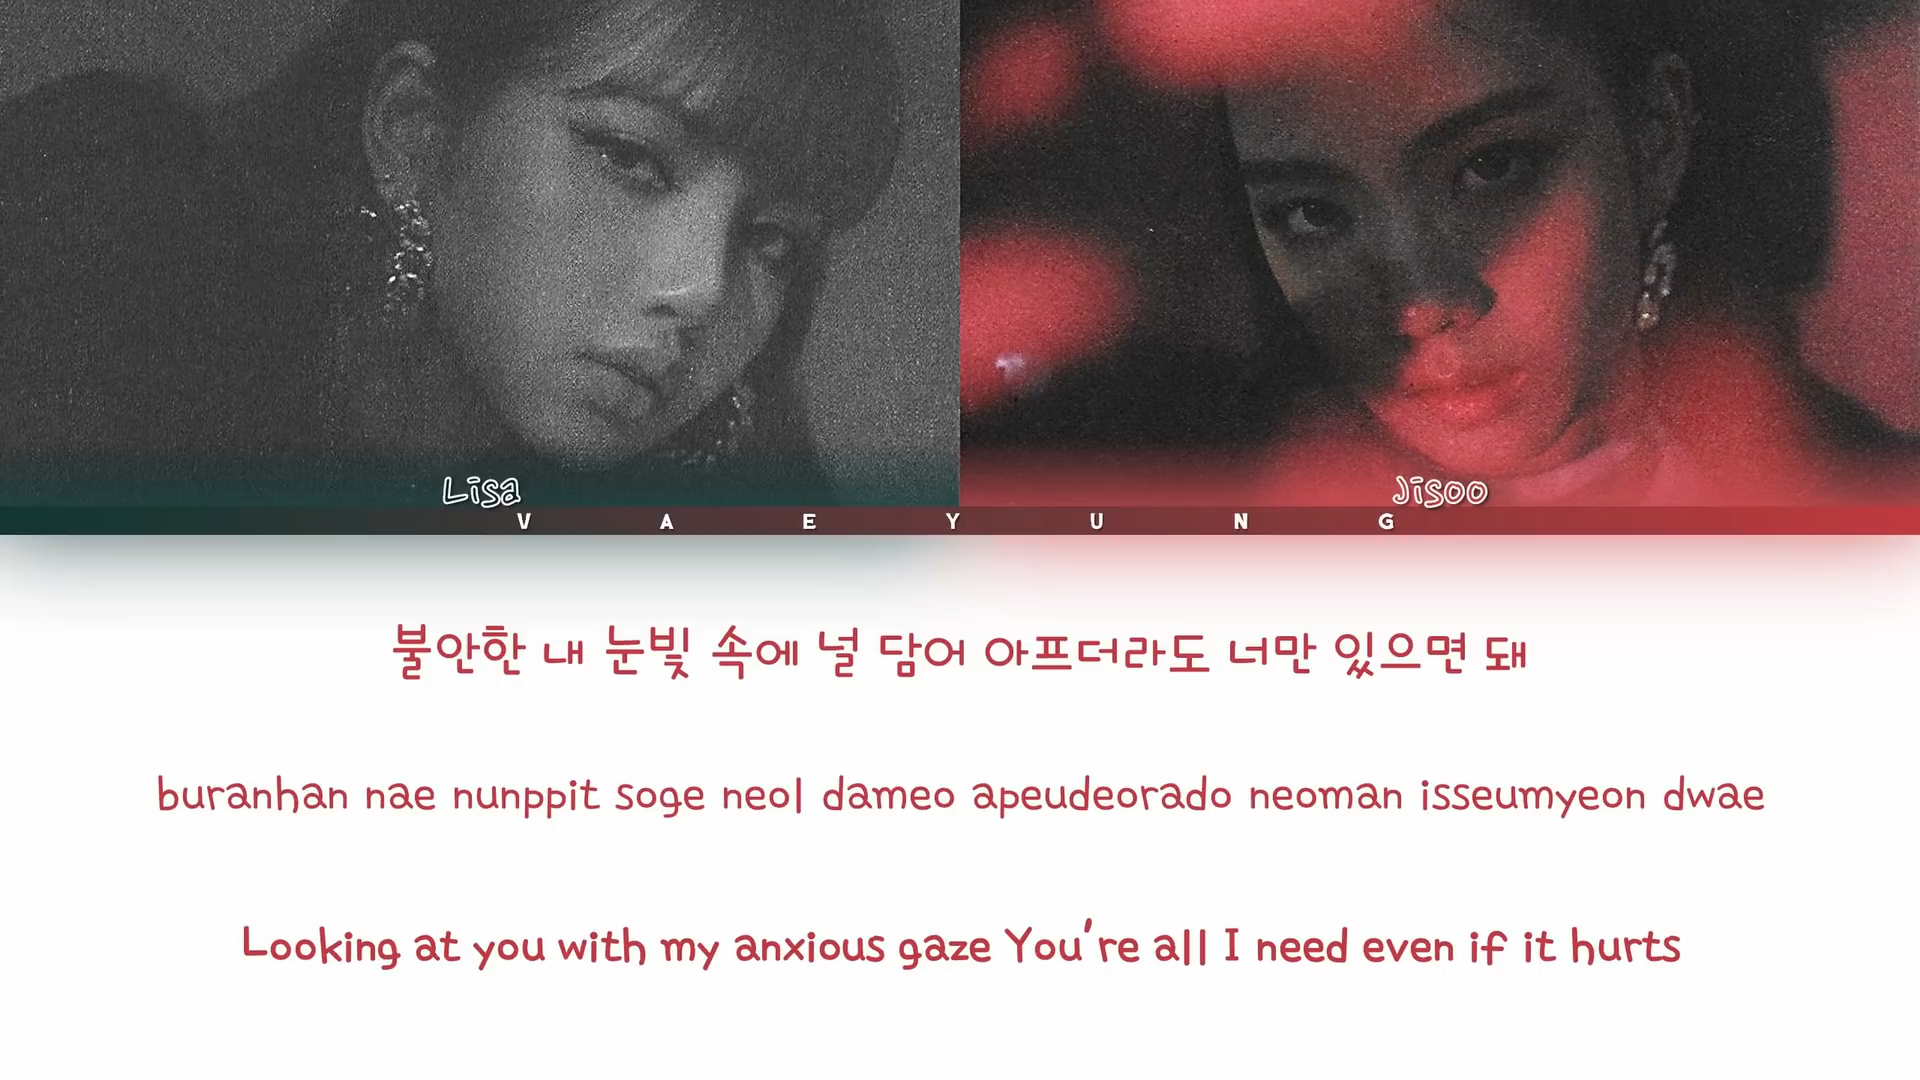 Lisa
Jisoo
VAEYUNG
불안한 내 눈빛 속에 널 담어 아프더라도 너만 있으면 돼
buranhan nae nunppit soge neol dameo apeudeorado neoman isseumyeon dwae
Looking at you with my anxious gaze You're all I need even if it hurts